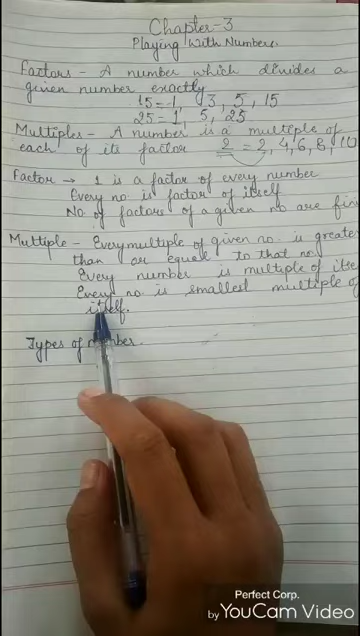 Chapter-3
Playing With Numbers
Factors - A number which divides a
given number exactly
15 = 1, 3, 5, 15
25 = 1, 5, 25
Multiples - A number is a multiple of
each of its factor 2 = 2, 4, 6, 8, 10
Factor → 1 is a factor of every number
Every no is factor of itself
No of factors of a given no are fin
Multiple - Every multiple of given no is greate
than or equal to that no.
Every number is multiple of itse
Every no is smallest multiple of
itself.
Types of number.
Perfect Corp.
by YouCam Video